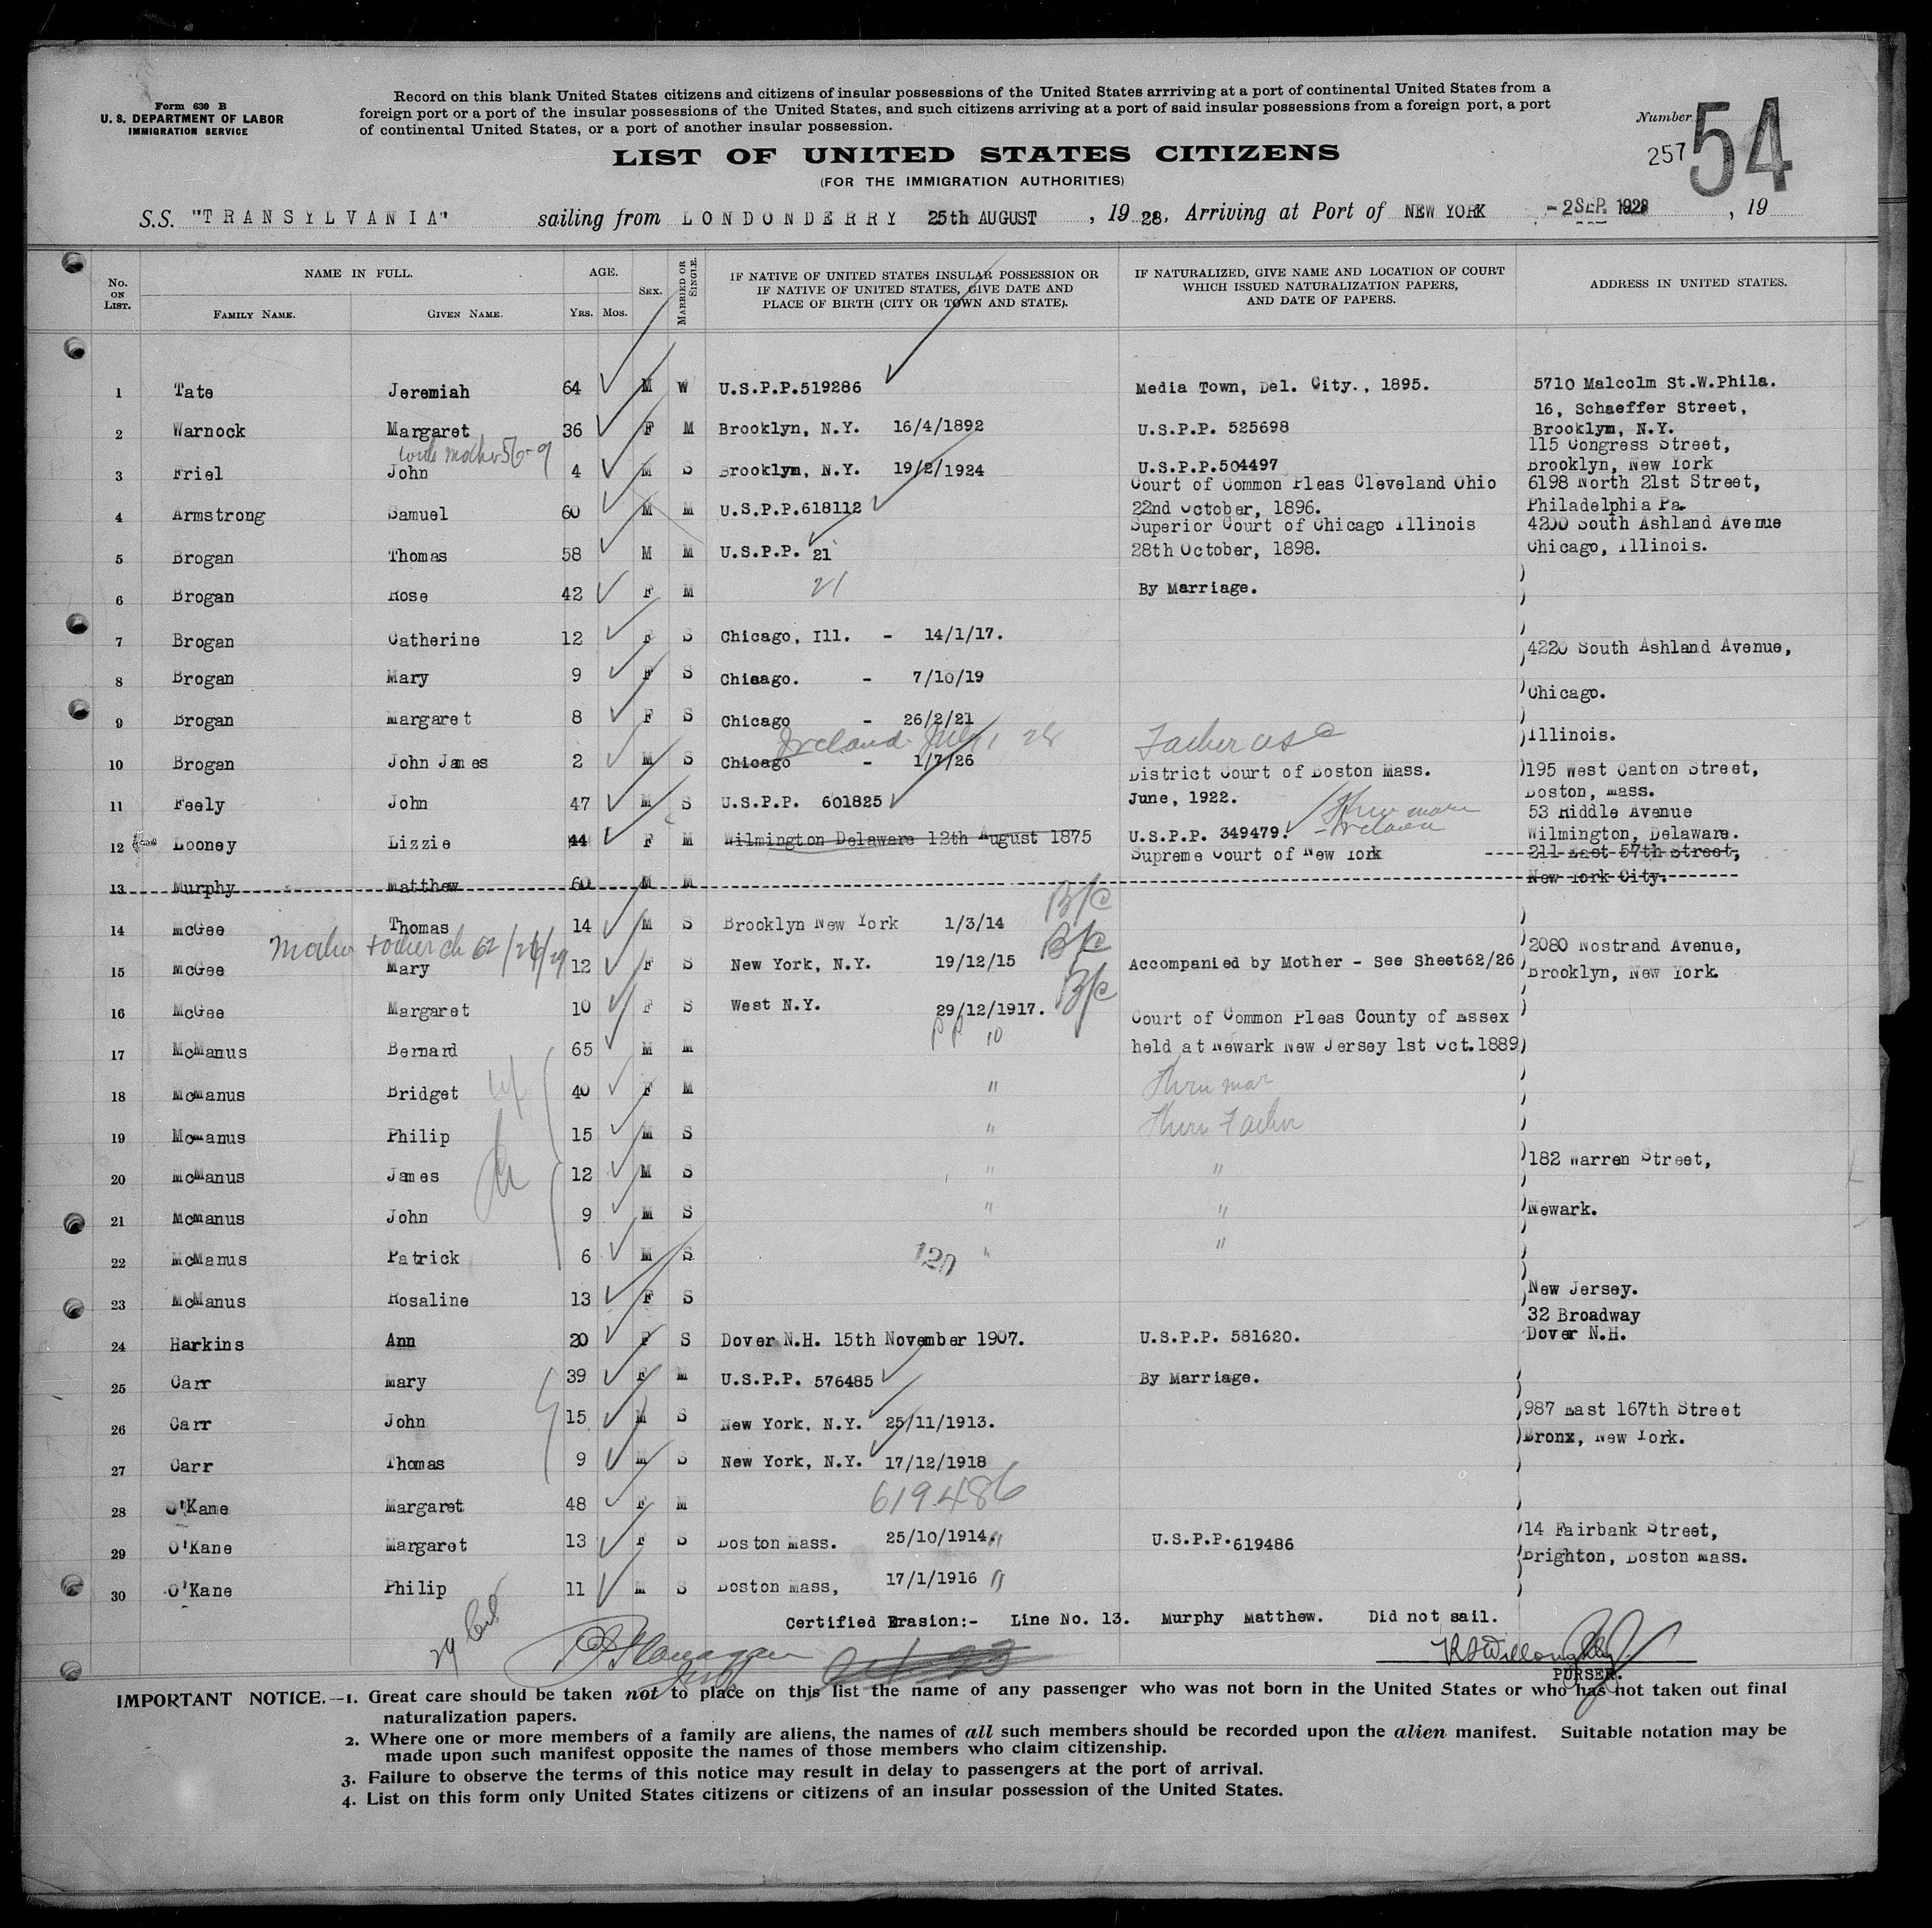 Form 630 B
U. S. DEPARTMENT OF LABOR
IMMIGRATION SERVICE
Record on this blank United States citizens and citizens of insular possessions of the United States arrriving at a port of continental United States from a
foreign port or a port of the insular possessions of the United States, and such citizens arriving at a port of said insular possessions from a foreign port, a port
of continental United States, or a port of another insular possession.
Number
257
54
LIST OF UNITED STATES CITIZENS
(FOR THE IMMIGRATION AUTHORITIES)
S.S. "TRANSYLVANIA" sailing from LONDONDERRY 25th AUGUST, 1928, Arriving at Port of NEW YORK -2 SEP. 1928, 19
No. ON LIST. NAME IN FULL. FAMILY NAME. GIVEN NAME. AGE. YRS. MOS. SEX. MARRIED OR SINGLE. IF NATIVE OF UNITED STATES INSULAR POSSESSION OR IF NATIVE OF UNITED STATES, GIVE DATE AND PLACE OF BIRTH (CITY OR TOWN AND STATE). IF NATURALIZED, GIVE NAME AND LOCATION OF COURT WHICH ISSUED NATURALIZATION PAPERS, AND DATE OF PAPERS. ADDRESS IN UNITED STATES.
1 Tate Jeremiah 64 M W U.S.P.P.519286 Media Town, Del. City., 1895. 5710 Malcolm St.W.Phila.
16, Schaeffer Street,
2 Warnock Margaret 36 F M Brooklyn, N.Y. 16/4/1892 U.S.P.P. 525698 Brooklyn, N.Y.
with mother 56-9
115 Congress Street,
3 Friel John 4 M S Brooklyn, N.Y. 19/2/1924 U.S.P.P.504497 Brooklyn, New York
Court of Common Pleas Cleveland Ohio 6198 North 21st Street,
4 Armstrong Samuel 60 M M U.S.P.P.618112 22nd October, 1896. Philadelphia Pa.
Superior Court of Chicago Illinois 4200 South Ashland Avenue
5 Brogan Thomas 58 M M U.S.P.P. 21 28th October, 1898. Chicago, Illinois.
6 Brogan Rose 42 F M 21 By Marriage.
7 Brogan Catherine 12 F S Chicago, Ill. - 14/1/17.
4220 South Ashland Avenue,
8 Brogan Mary 9 F S Chicago. - 7/10/19
Chicago.
9 Brogan Margaret 8 F S Chicago - 26/2/21
Ireland July 1 28 Father USC Illinois.
10 Brogan John James 2 M S Chicago - 1/7/26
District Court of Boston Mass. 195 West Canton Street,
11 Feely John 47 M S U.S.P.P. 601825 June, 1922. Boston, Mass.
Thru mar 53 Riddle Avenue
12 Looney Lizzie 44 F M Wilmington Delaware 12th August 1875 U.S.P.P. 349479. - Ireland Wilmington, Delaware.
Supreme Court of New York 211 East 57th Street,
13 Murphy Matthew 60 M M New York City.
14 McGee Thomas 14 M S Brooklyn New York 1/3/14 B/C
2080 Nostrand Avenue,
15 McGee Mary 12 F S New York, N.Y. 19/12/15 B/C Accompanied by Mother - See Sheet62/26 Brooklyn, New York.
16 McGee Margaret 10 F S West N.Y. 29/12/1917. B/C
PP 10 Court of Common Pleas County of Essex
17 McManus Bernard 65 M M held at Newark New Jersey 1st Oct.1889
18 McManus Bridget 40 F M " Thru mar
19 McManus Philip 15 M S " Thru Father
20 McManus James 12 M S " " 182 Warren Street,
21 McManus John 9 M S " " Newark.
22 McManus Patrick 6 M S 120 " "
New Jersey.
23 McManus Rosaline 13 F S
32 Broadway
24 Harkins Ann 20 F S Dover N.H. 15th November 1907. U.S.P.P. 581620. Dover N.H.
25 Carr Mary 39 F M U.S.P.P. 576485 By Marriage.
26 Carr John 15 M S New York, N.Y. 25/11/1913. 987 East 167th Street
Bronx, New York.
27 Carr Thomas 9 M S New York, N.Y. 17/12/1918
28 O'Kane Margaret 48 F M 619486
29 O'Kane Margaret 13 F S Boston Mass. 25/10/1914. " U.S.P.P.619486 14 Fairbank Street,
Brighton, Boston Mass.
30 O'Kane Philip 11 M S Boston Mass, 17/1/1916 "
Certified Erasion:- Line No. 13. Murphy Matthew. Did not sail.
29
PURSER.
IMPORTANT NOTICE.—1. Great care should be taken not to place on this list the name of any passenger who was not born in the United States or who has not taken out final
naturalization papers.
2. Where one or more members of a family are aliens, the names of all such members should be recorded upon the alien manifest. Suitable notation may be
made upon such manifest opposite the names of those members who claim citizenship.
3. Failure to observe the terms of this notice may result in delay to passengers at the port of arrival.
4. List on this form only United States citizens or citizens of an insular possession of the United States.